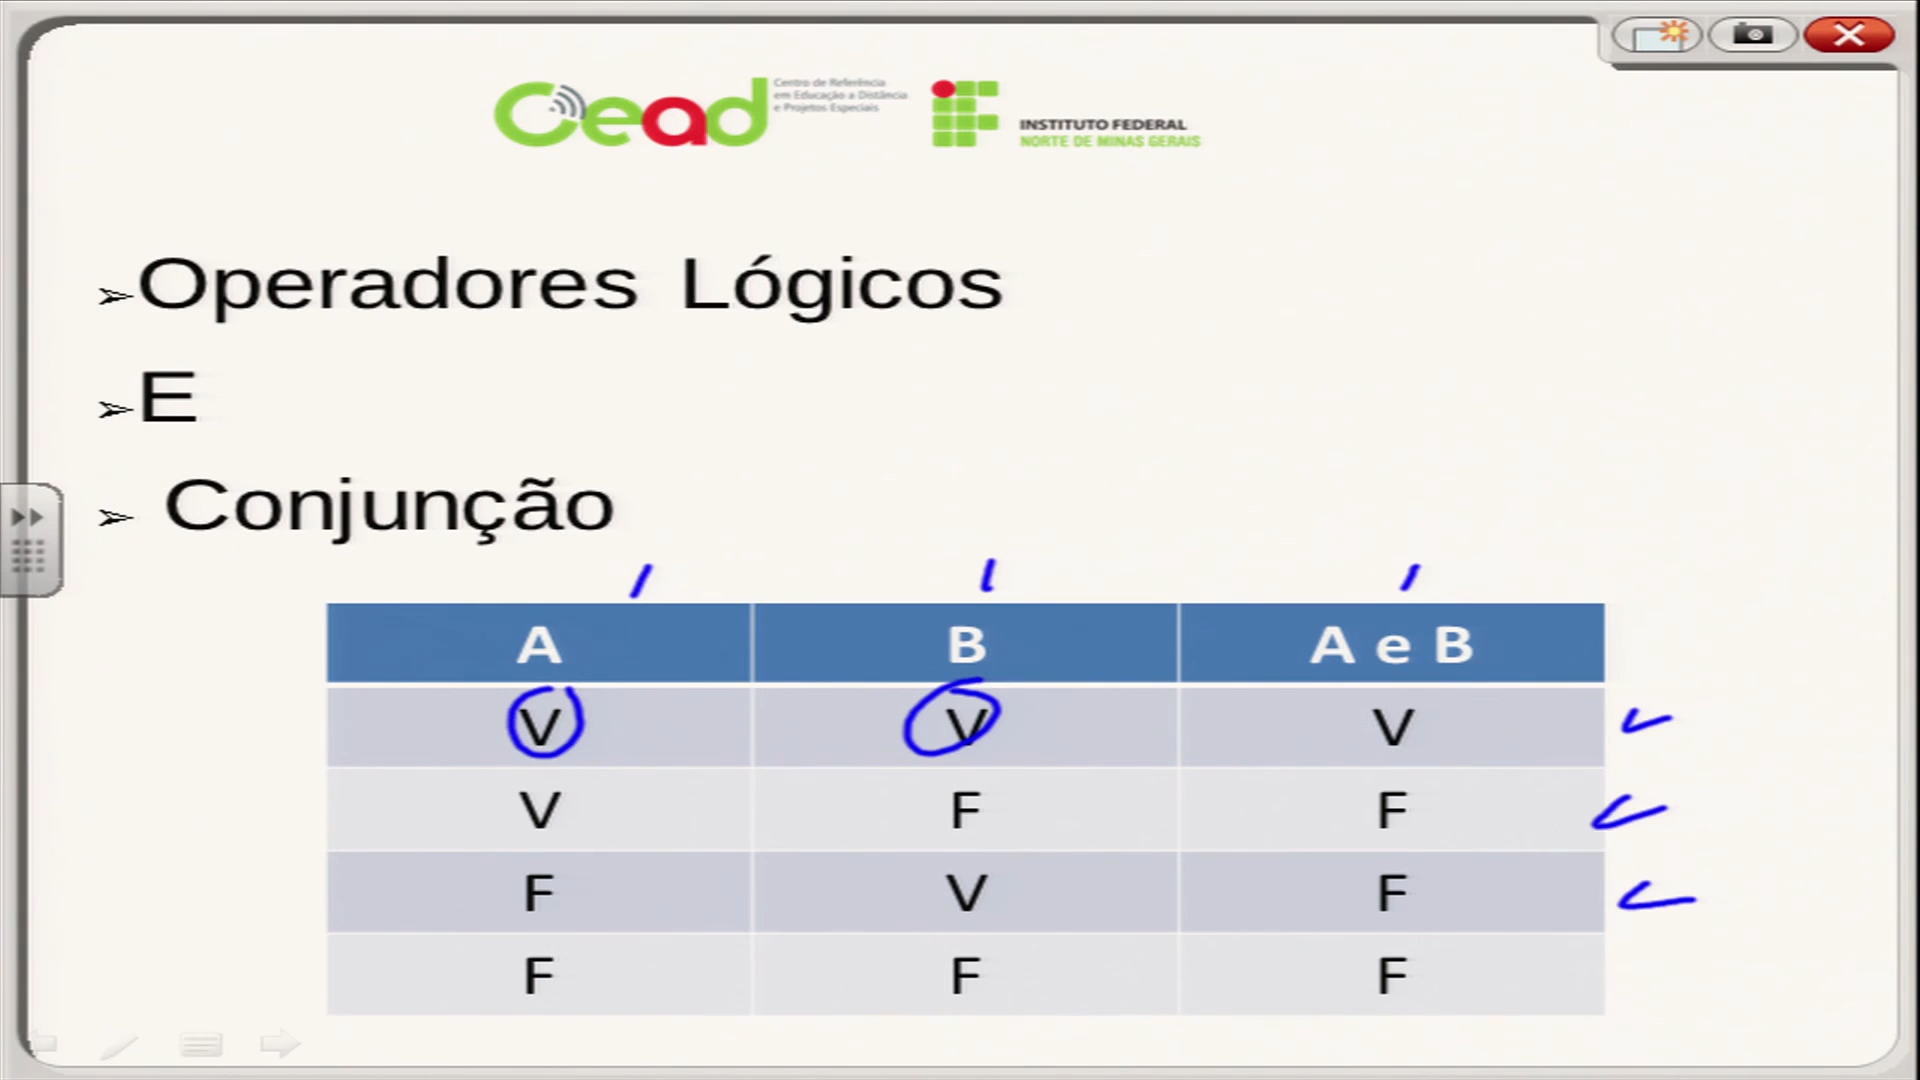 Cead
Centro de Referência
em Educação a Distância
e Projetos Especiais
INSTITUTO FEDERAL
NORTE DE MINAS GERAIS
Operadores Lógicos
E
Conjunção
A B A e B
V V V
V F F
F V F
F F F